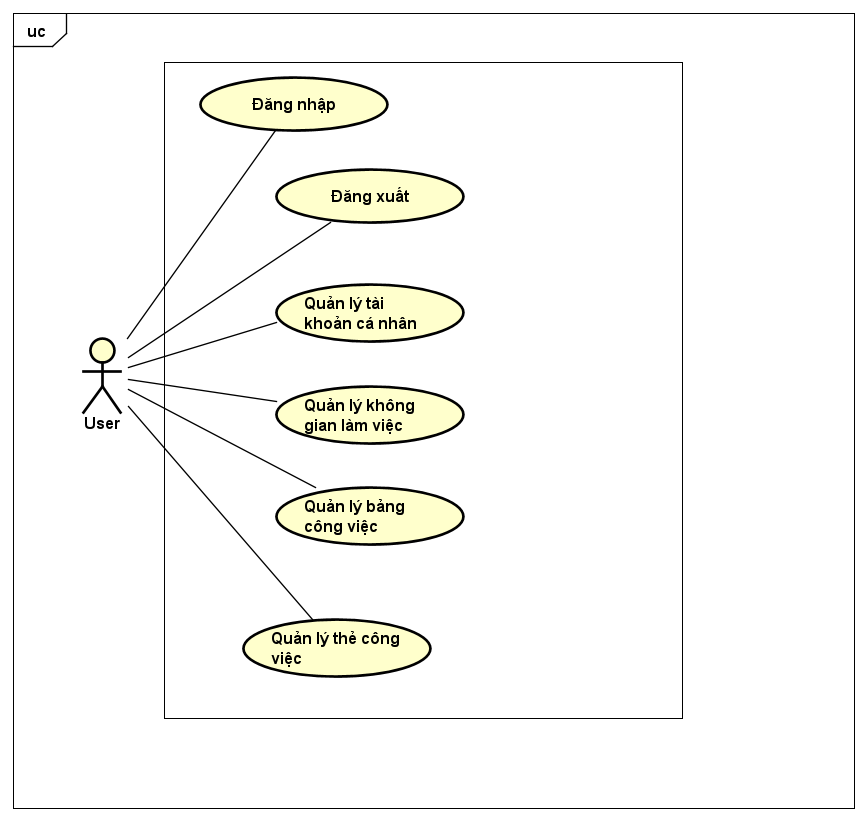 uc
Đăng nhập
Đăng xuất
Quản lý tài
khoản cá nhân
Quản lý không
gian làm việc
User
Quản lý bảng
công việc
Quản lý thẻ công
việc